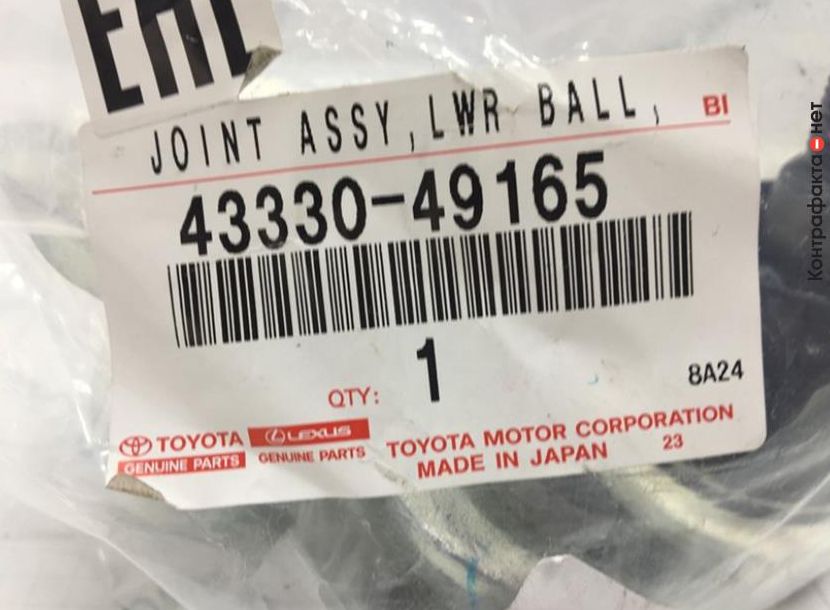 EAC
JOINT ASSY,LWR BALL, BI
43330-49165
QTY: 1
8A24
TOYOTA LEXUS TOYOTA MOTOR CORPORATION
GENUINE PARTS GENUINE PARTS MADE IN JAPAN 23
Контрафакта нет